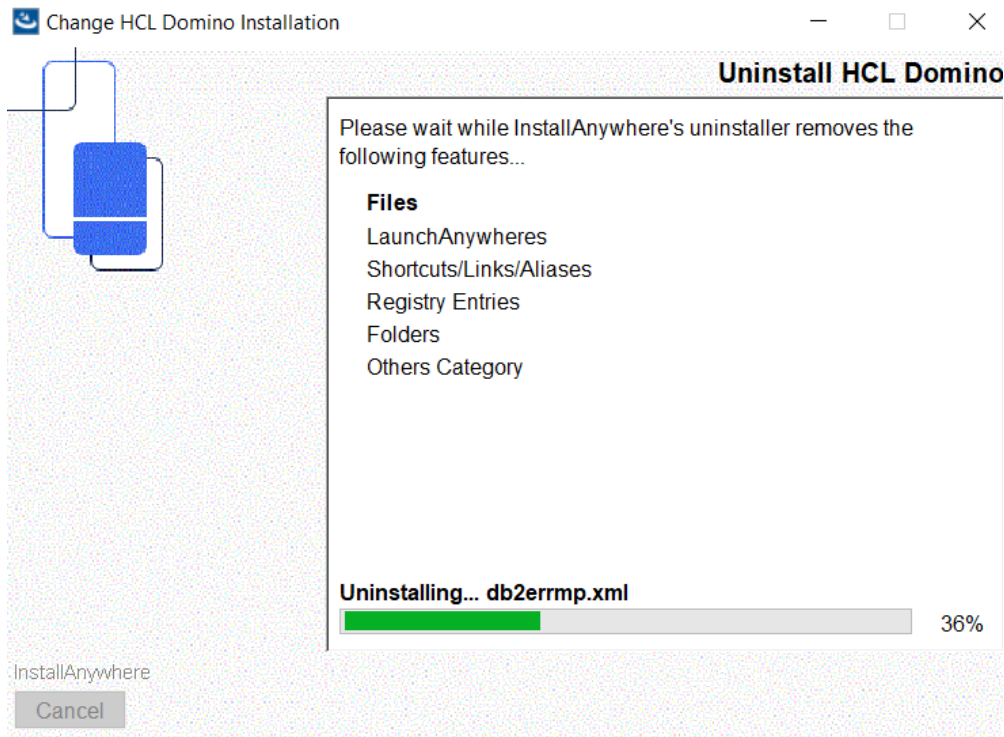 Change HCL Domino Installation
Uninstall HCL Domino
Please wait while InstallAnywhere's uninstaller removes the
following features...
Files
LaunchAnywheres
Shortcuts/Links/Aliases
Registry Entries
Folders
Others Category
Uninstalling... db2errmp.xml
36%
InstallAnywhere
Cancel